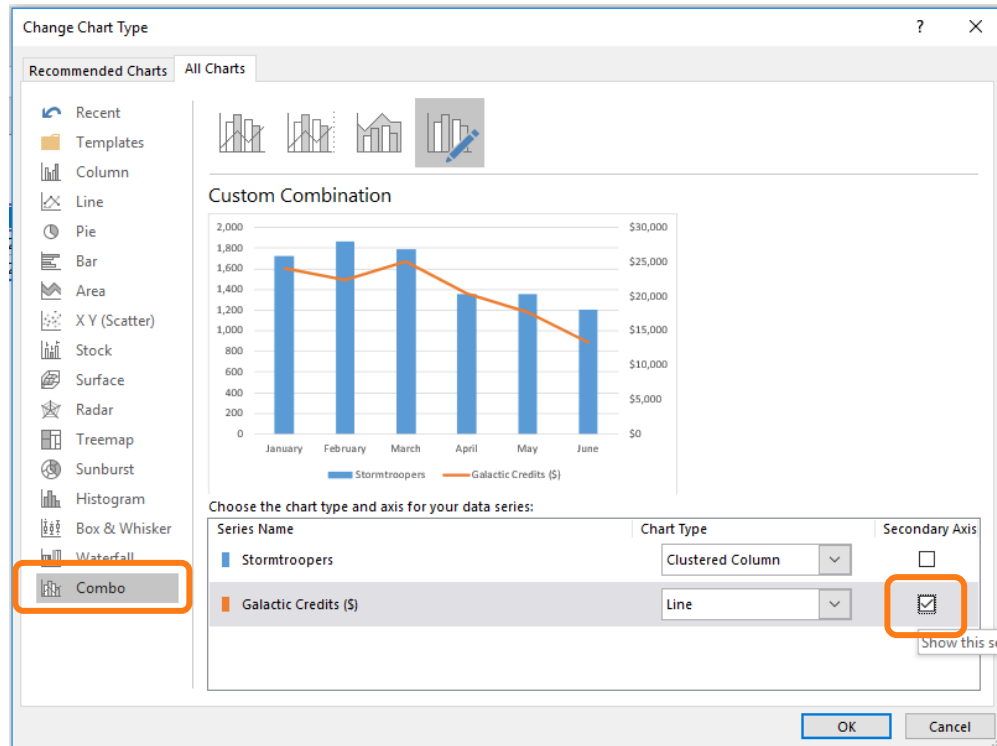 Change Chart Type ? ×
Recommended Charts All Charts
Recent
Templates
Column
Line
Pie
Bar
Area
X Y (Scatter)
Stock
Surface
Radar
Treemap
Sunburst
Histogram
Box & Whisker
Waterfall
Combo
Custom Combination
2,000 $30,000
1,800
1,600 $25,000
1,400 $20,000
1,200
1,000 $15,000
800
600 $10,000
400 $5,000
200
0 $0
January February March April May June
Stormtroopers Galactic Credits ($)
Choose the chart type and axis for your data series:
Series Name Chart Type Secondary Axis
Stormtroopers Clustered Column
Galactic Credits ($) Line
Show this se
OK Cancel